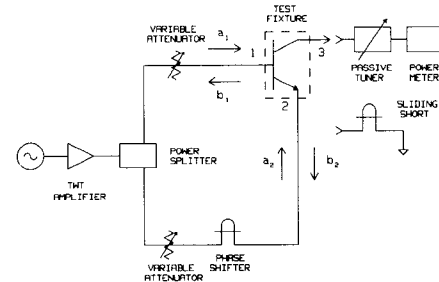 TEST
FIXTURE
VARIABLE
ATTENUATOR
a1
1
3
b1
2
PASSIVE
TUNER
POWER
METER
SLIDING
SHORT
POWER
SPLITTER
a2
b2
TWT
AMPLIFIER
PHASE
SHIFTER
VARIABLE
ATTENUATOR